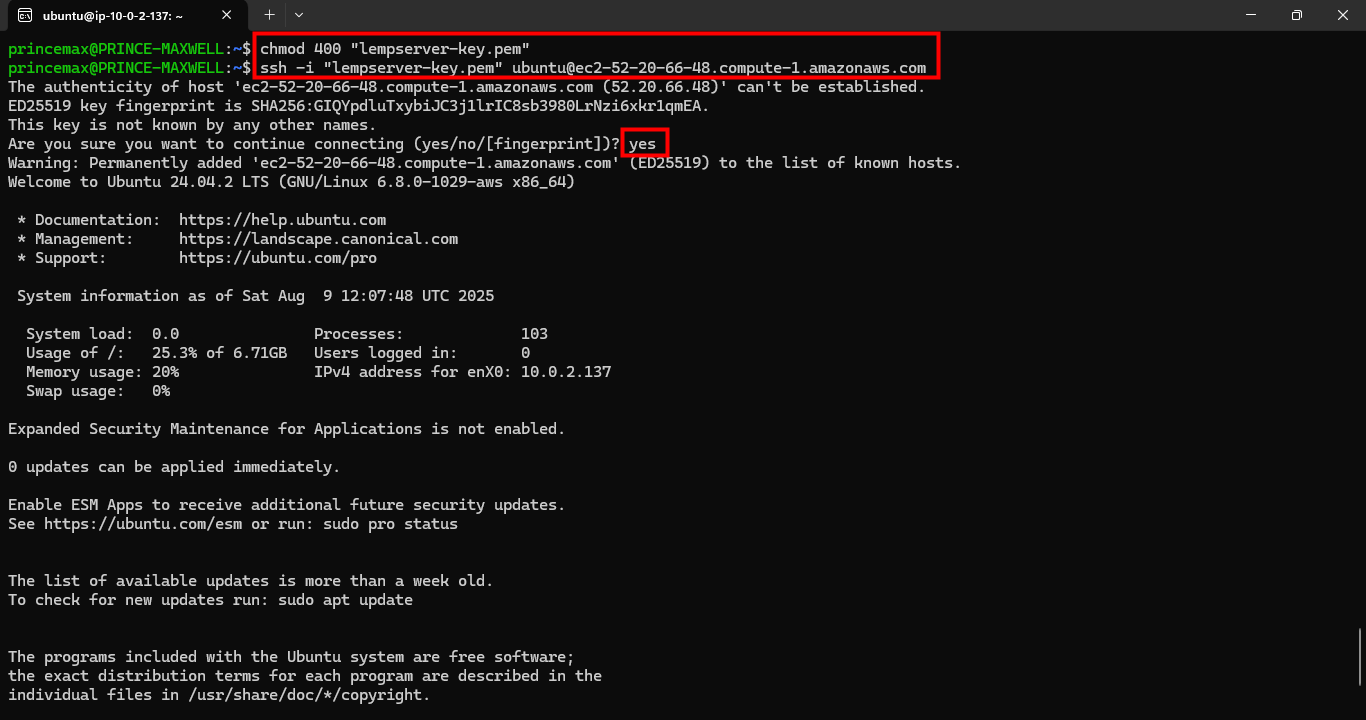 ubuntu@ip-10-0-2-137: ~
princemax@PRINCE-MAXWELL:~$ chmod 400 "lempserver-key.pem"
princemax@PRINCE-MAXWELL:~$ ssh -i "lempserver-key.pem" ubuntu@ec2-52-20-66-48.compute-1.amazonaws.com
The authenticity of host 'ec2-52-20-66-48.compute-1.amazonaws.com (52.20.66.48)' can't be established.
ED25519 key fingerprint is SHA256:GIQYpdluTxybiJC3j1lrIC8sb3980LrNzi6xkr1qmEA.
This key is not known by any other names.
Are you sure you want to continue connecting (yes/no/[fingerprint])? yes
Warning: Permanently added 'ec2-52-20-66-48.compute-1.amazonaws.com' (ED25519) to the list of known hosts.
Welcome to Ubuntu 24.04.2 LTS (GNU/Linux 6.8.0-1029-aws x86_64)
* Documentation:  https://help.ubuntu.com
* Management:     https://landscape.canonical.com
* Support:        https://ubuntu.com/pro
System information as of Sat Aug  9 12:07:48 UTC 2025
System load:  0.0               Processes:             103
Usage of /:   25.3% of 6.71GB   Users logged in:       0
Memory usage: 20%               IPv4 address for enX0: 10.0.2.137
Swap usage:   0%
Expanded Security Maintenance for Applications is not enabled.
0 updates can be applied immediately.
Enable ESM Apps to receive additional future security updates.
See https://ubuntu.com/esm or run: sudo pro status
The list of available updates is more than a week old.
To check for new updates run: sudo apt update
The programs included with the Ubuntu system are free software;
the exact distribution terms for each program are described in the
individual files in /usr/share/doc/*/copyright.